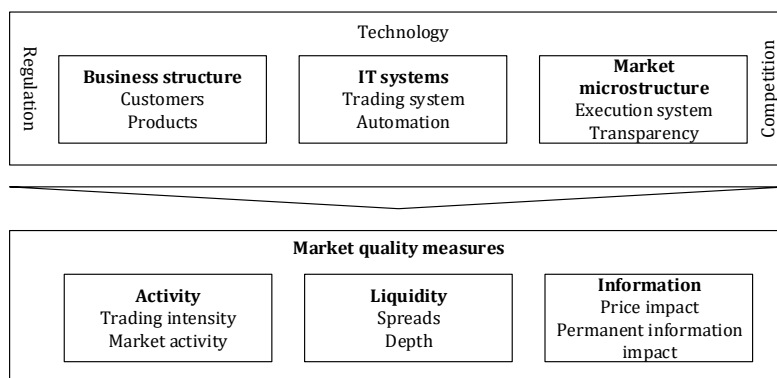 Technology
Regulation
Business structure
Customers
Products
IT systems
Trading system
Automation
Market
microstructure
Execution system
Transparency
Competition
Market quality measures
Activity
Trading intensity
Market activity
Liquidity
Spreads
Depth
Information
Price impact
Permanent information
impact